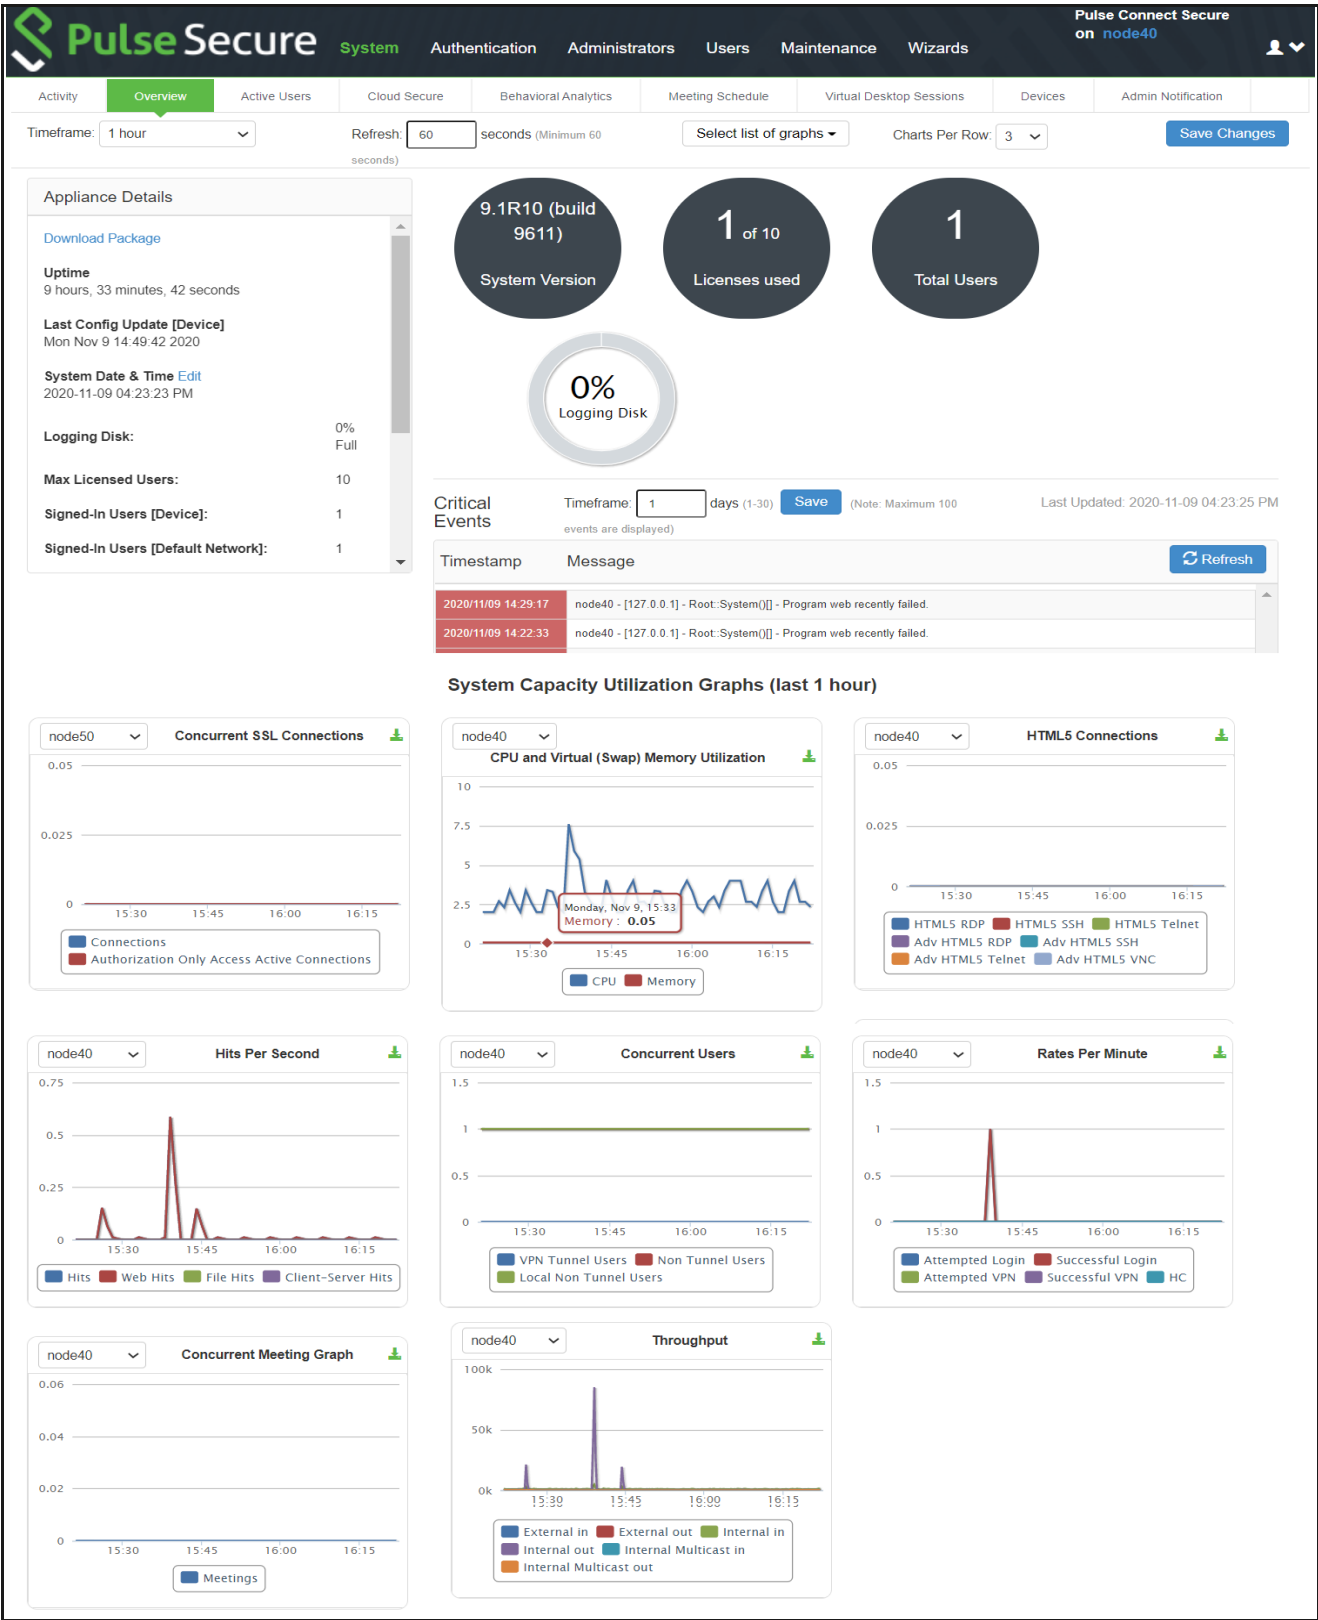 Pulse Secure
System Authentication Administrators Users Maintenance Wizards
Pulse Connect Secure
on node40
Activity Overview Active Users Cloud Secure Behavioral Analytics Meeting Schedule Virtual Desktop Sessions Devices Admin Notification
Timeframe: 1 hour
Refresh: 60 seconds (Minimum 60
seconds)
Select list of graphs
Charts Per Row: 3
Save Changes
Appliance Details
Download Package
Uptime
9 hours, 33 minutes, 42 seconds
Last Config Update [Device]
Mon Nov 9 14:49:42 2020
System Date & Time Edit
2020-11-09 04:23:23 PM
Logging Disk: 0%
Full
Max Licensed Users: 10
Signed-In Users [Device]: 1
Signed-In Users [Default Network]: 1
9.1R10 (build
9611)
System Version
1 of 10
Licenses used
1
Total Users
0%
Logging Disk
Critical
Events
Timeframe: 1 days (1-30) Save (Note: Maximum 100
events are displayed)
Last Updated: 2020-11-09 04:23:25 PM
Timestamp Message Refresh
2020/11/09 14:29:17 node40 - [127.0.0.1] - Root::System()[] - Program web recently failed.
2020/11/09 14:22:33 node40 - [127.0.0.1] - Root::System()[] - Program web recently failed.
System Capacity Utilization Graphs (last 1 hour)
node50 Concurrent SSL Connections
0.05
0.025
0
15:30 15:45 16:00 16:15
Connections
Authorization Only Access Active Connections
node40
CPU and Virtual (Swap) Memory Utilization
10
7.5
5
2.5
0
Monday, Nov 9, 15:33
Memory : 0.05
15:30 16:00 16:15
CPU Memory
node40 HTML5 Connections
0.05
0.025
0
15:30 15:45 16:00 16:15
HTML5 RDP HTML5 SSH HTML5 Telnet
Adv HTML5 RDP Adv HTML5 SSH
Adv HTML5 Telnet Adv HTML5 VNC
node40 Hits Per Second
0.75
0.5
0.25
0
15:30 15:45 16:00 16:15
Hits Web Hits File Hits Client-Server Hits
node40 Concurrent Users
1.5
1
0.5
0
15:30 15:45 16:00 16:15
VPN Tunnel Users Non Tunnel Users
Local Non Tunnel Users
node40 Rates Per Minute
1.5
1
0.5
0
15:30 15:45 16:00 16:15
Attempted Login Successful Login
Attempted VPN Successful VPN HC
node40 Concurrent Meeting Graph
0.06
0.04
0.02
0
15:30 15:45 16:00 16:15
Meetings
node40 Throughput
100k
50k
0k
15:30 15:45 16:00 16:15
External in External out Internal in
Internal out Internal Multicast in
Internal Multicast out